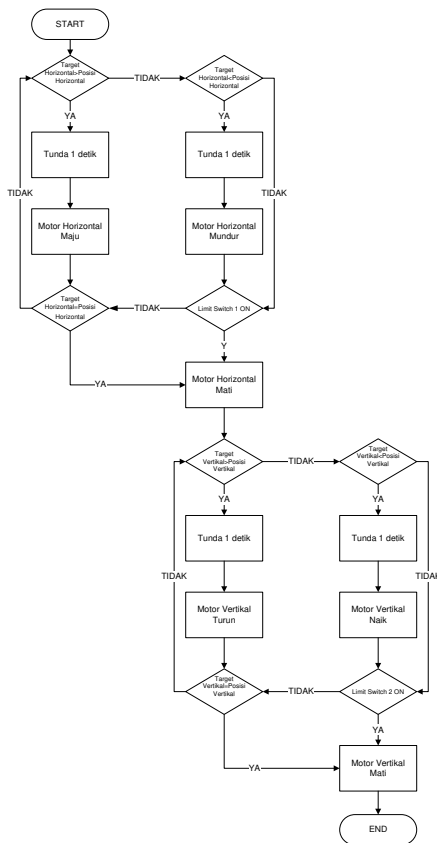 START
Target
Horizontal>Posisi
Horizontal
TIDAK
Target
Horizontal<Posisi
Horizontal
YA
YA
Tunda 1 detik
Tunda 1 detik
TIDAK
TIDAK
Motor Horizontal
Maju
Motor Horizontal
Mundur
Target
Horizontal=Posisi
Horizontal
TIDAK
Limit Switch 1 ON
Y
YA
Motor Horizontal
Mati
Target
Vertikal>Posisi
Vertikal
TIDAK
Target
Vertikal<Posisi
Vertikal
YA
YA
Tunda 1 detik
Tunda 1 detik
TIDAK
TIDAK
Motor Vertikal
Turun
Motor Vertikal
Naik
Target
Vertikal=Posisi
Vertikal
TIDAK
Limit Switch 2 ON
YA
YA
Motor Vertikal
Mati
END